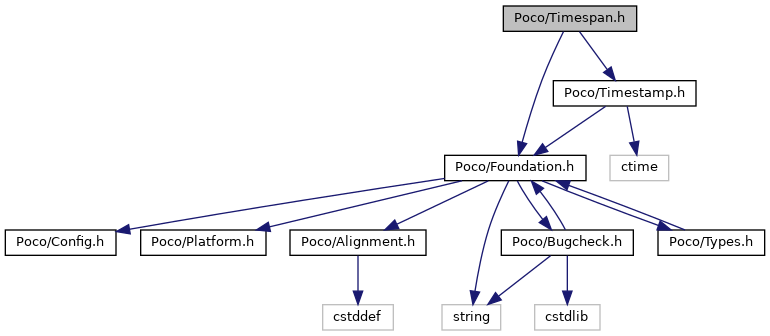 Poco/Timespan.h
Poco/Timestamp.h
Poco/Foundation.h
ctime
Poco/Config.h
Poco/Platform.h
Poco/Alignment.h
Poco/Bugcheck.h
Poco/Types.h
cstddef
string
cstdlib